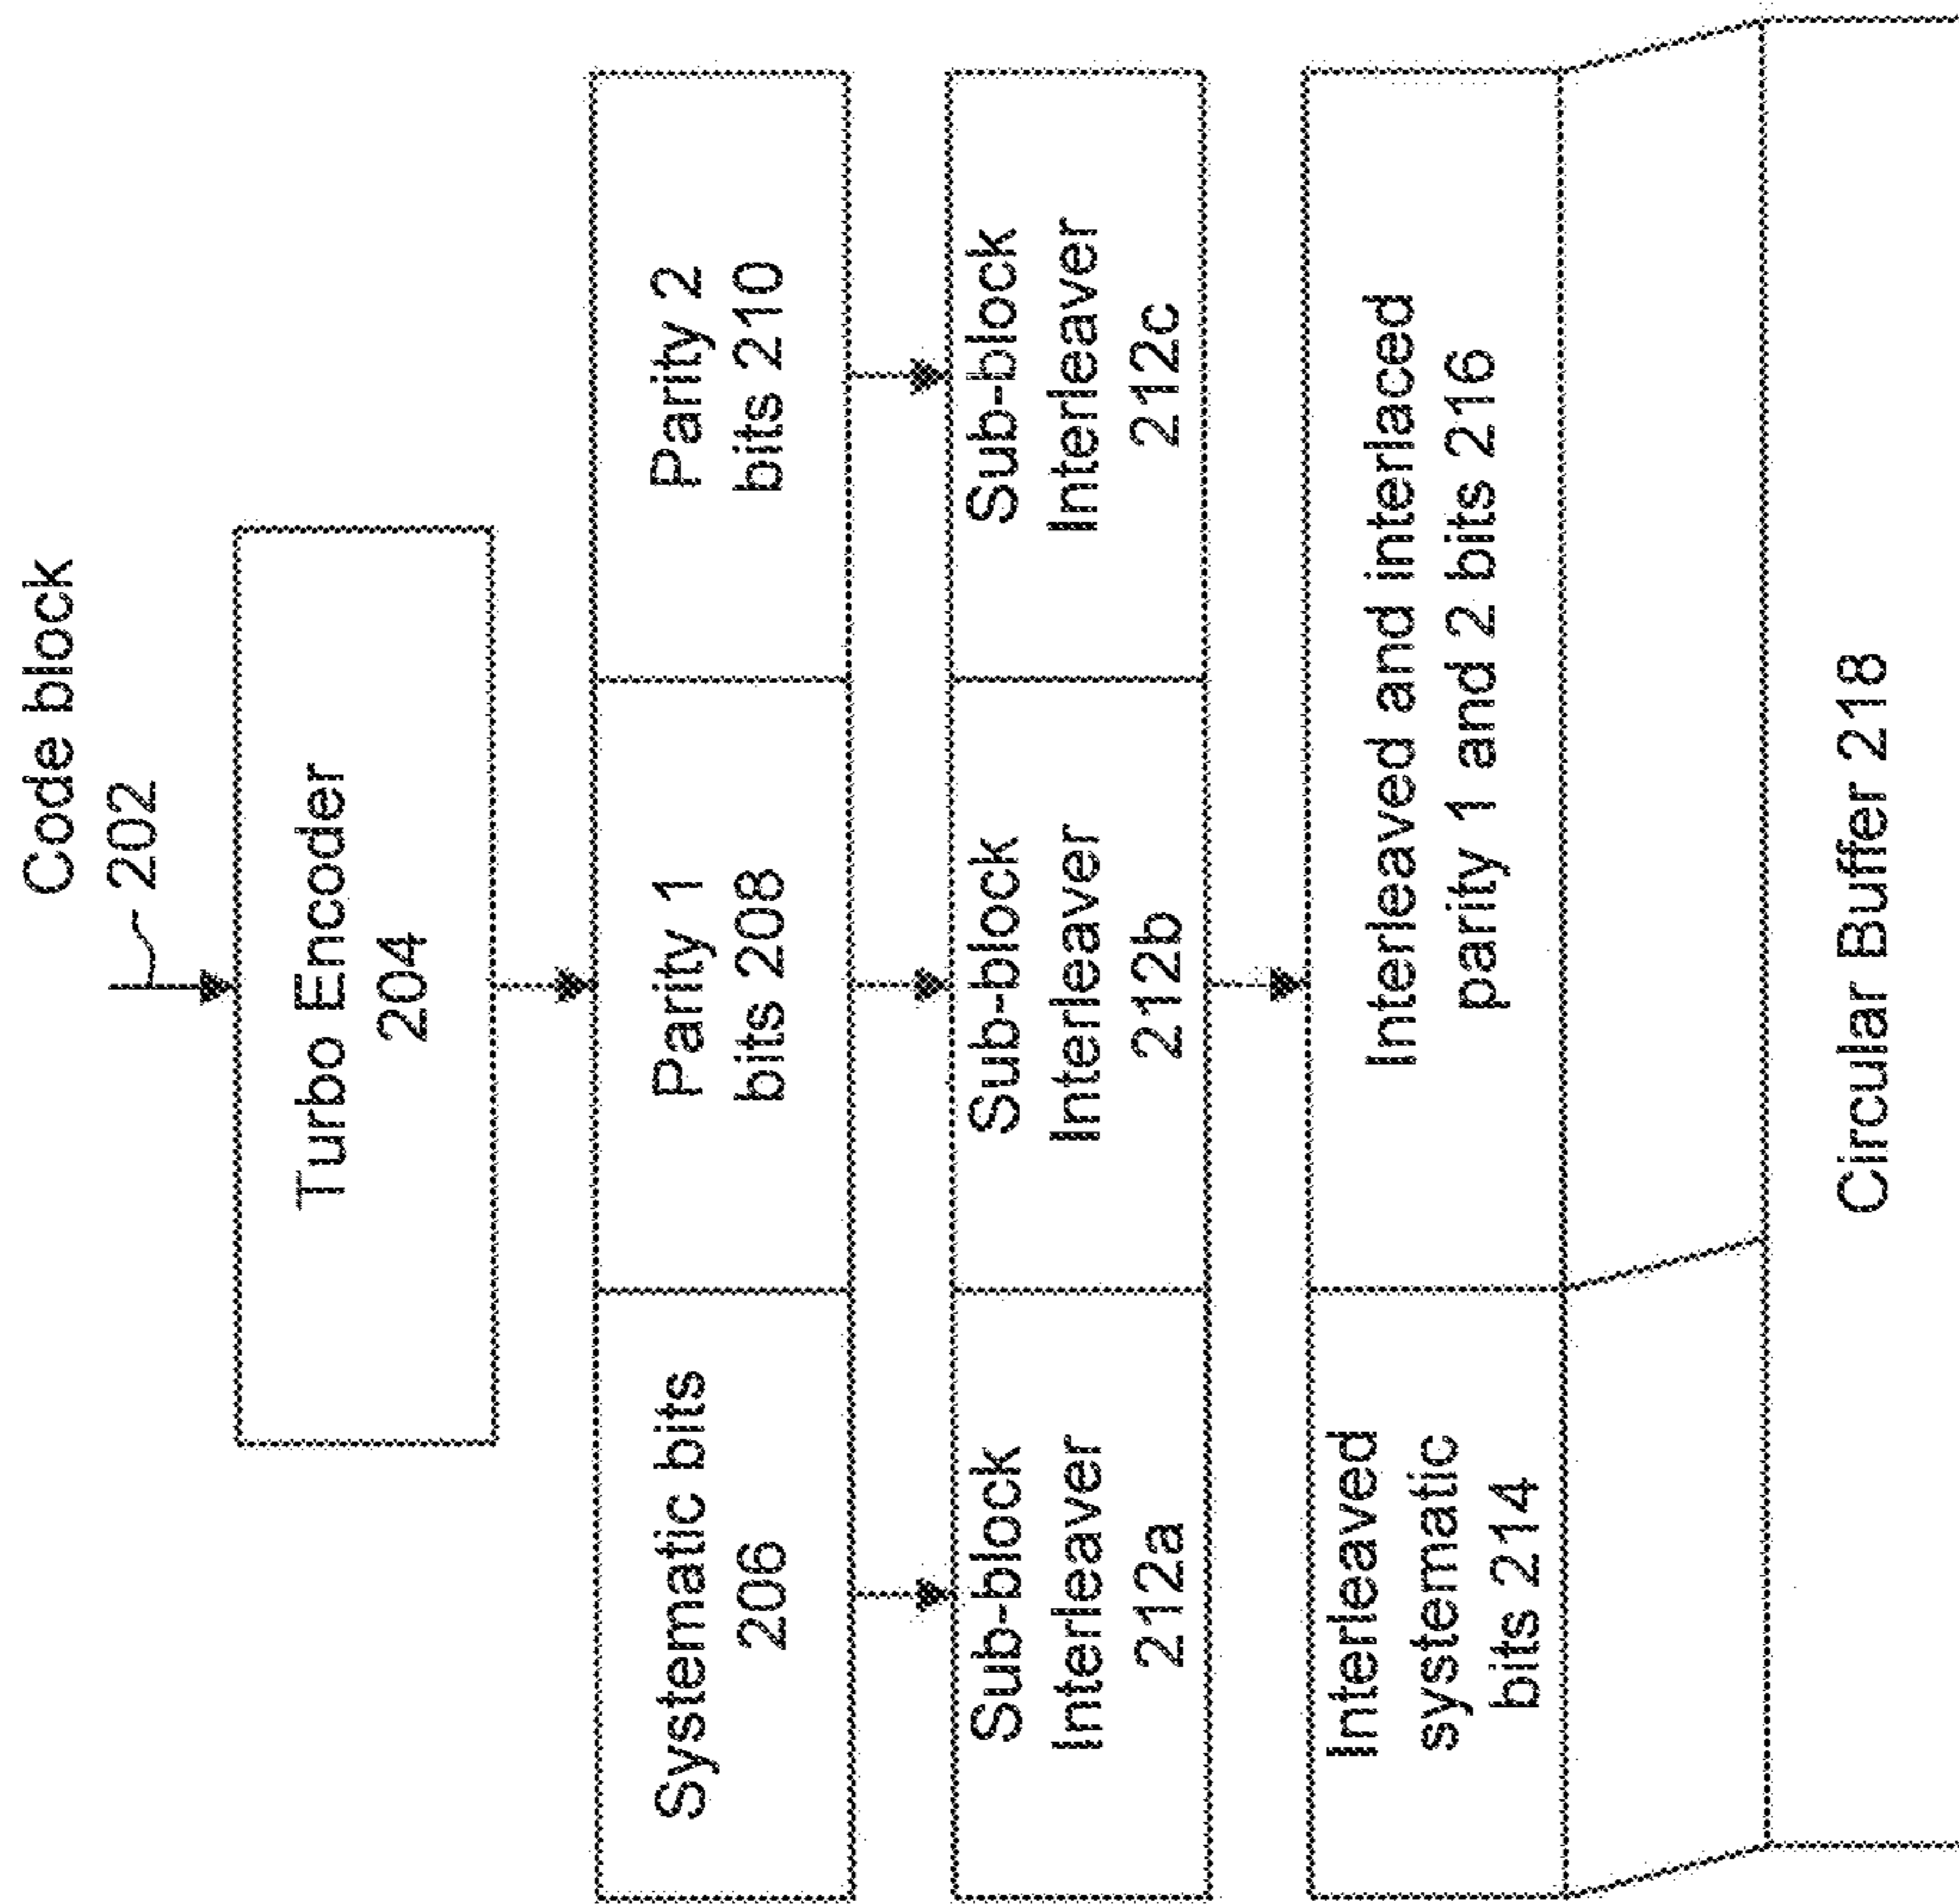 Code block
202
Turbo Encoder
204
Systematic bits
206
Parity 1
bits 208
Parity 2
bits 210
Sub-block
Interleaver
212a
Sub-block
Interleaver
212b
Sub-block
Interleaver
212c
Interleaved
systematic
bits 214
Interleaved and interlaced
parity 1 and 2 bits 216
Circular Buffer 218